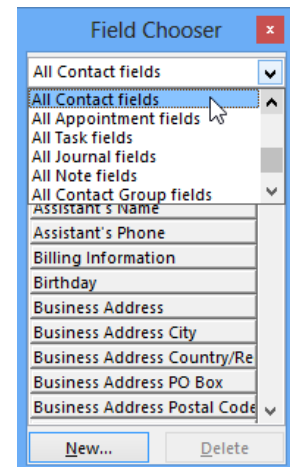 Field Chooser
x
All Contact fields
All Contact fields
All Appointment fields
All Task fields
All Journal fields
All Note fields
All Contact Group fields
Assistant's Name
Assistant's Phone
Billing Information
Birthday
Business Address
Business Address City
Business Address Country/Re
Business Address PO Box
Business Address Postal Code
New... Delete